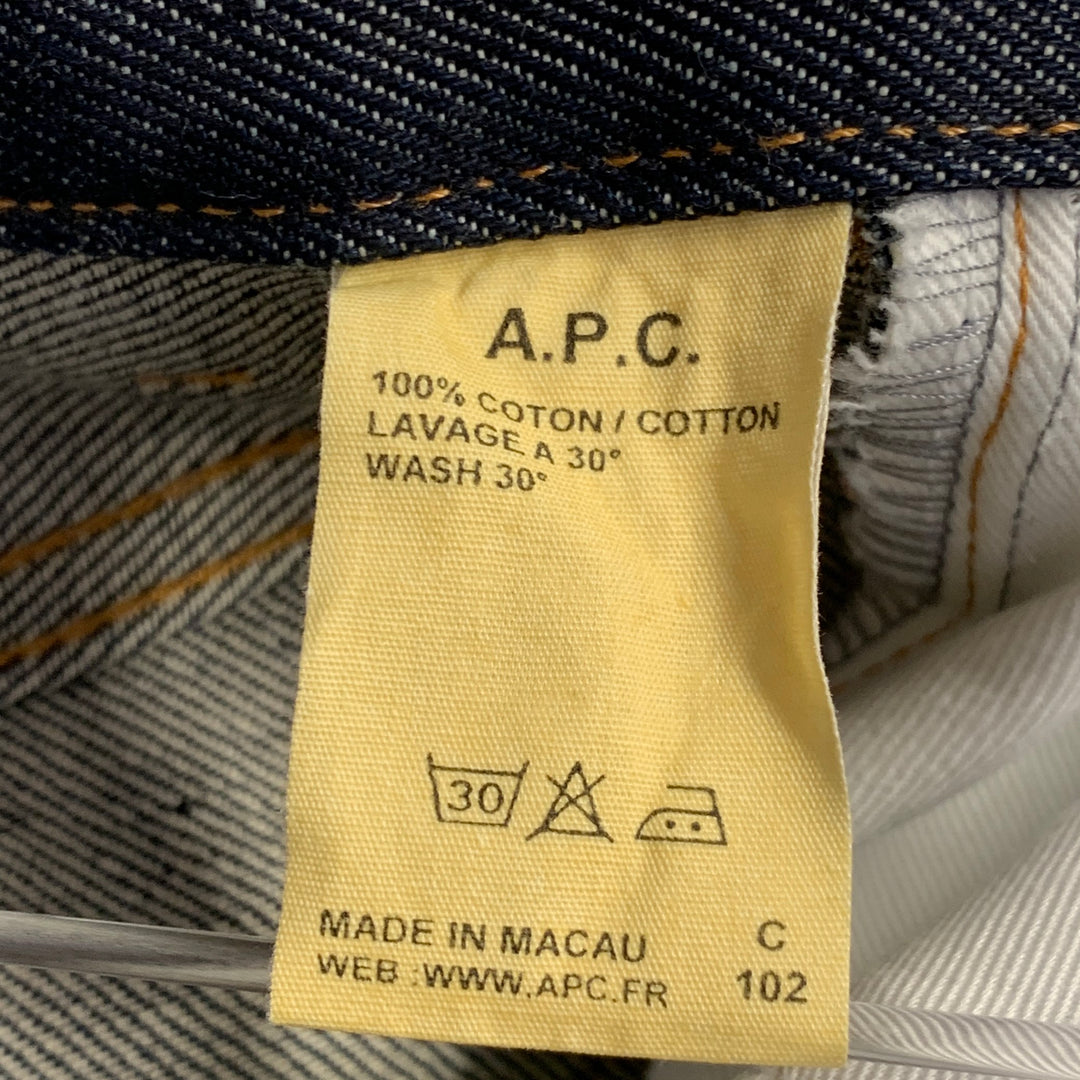 A.P.C.
100% COTON / COTTON
LAVAGE A 30°
WASH 30°
30
MADE IN MACAU C
WEB :WWW.APC.FR 102